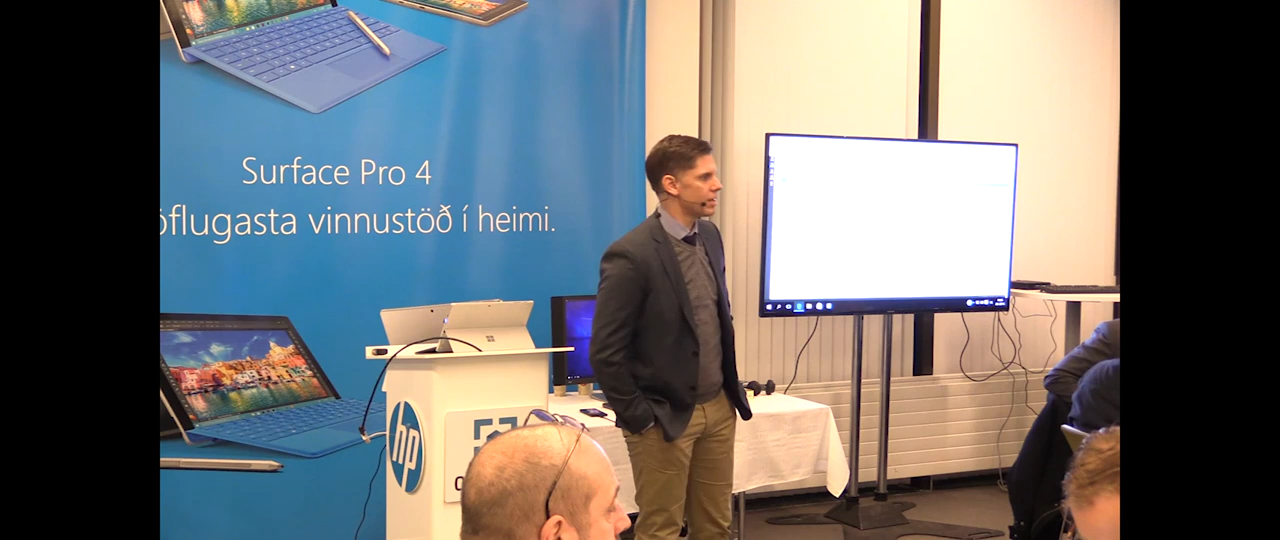 Surface Pro 4
öflugasta vinnustöð í heimi.
hp